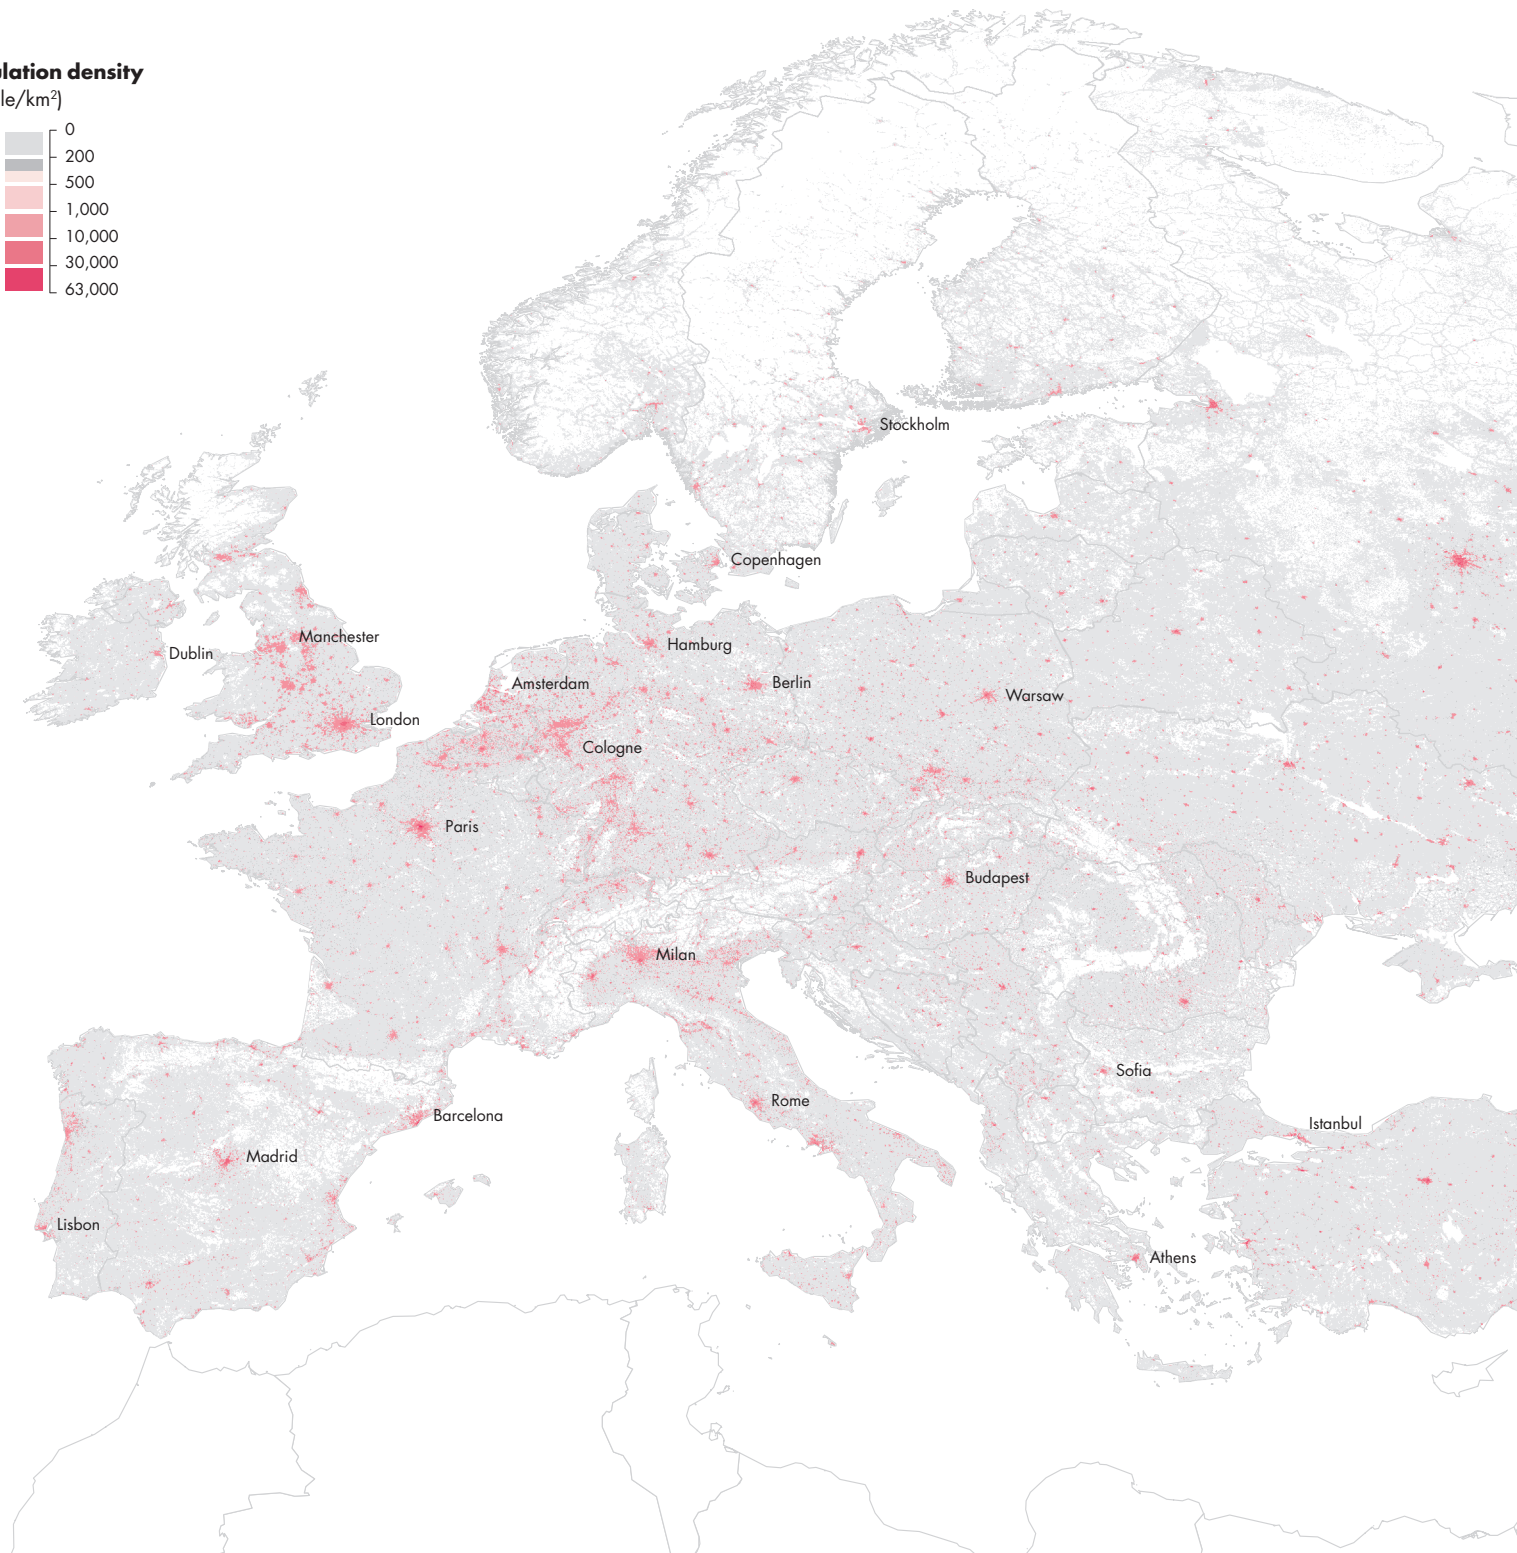 ulation density
le/km²)
0
200
500
1,000
10,000
30,000
63,000
Stockholm
Copenhagen
Manchester
Dublin
Hamburg
Amsterdam
Berlin
Warsaw
London
Cologne
Paris
Budapest
Milan
Sofia
Rome
Barcelona
Istanbul
Madrid
Lisbon
Athens